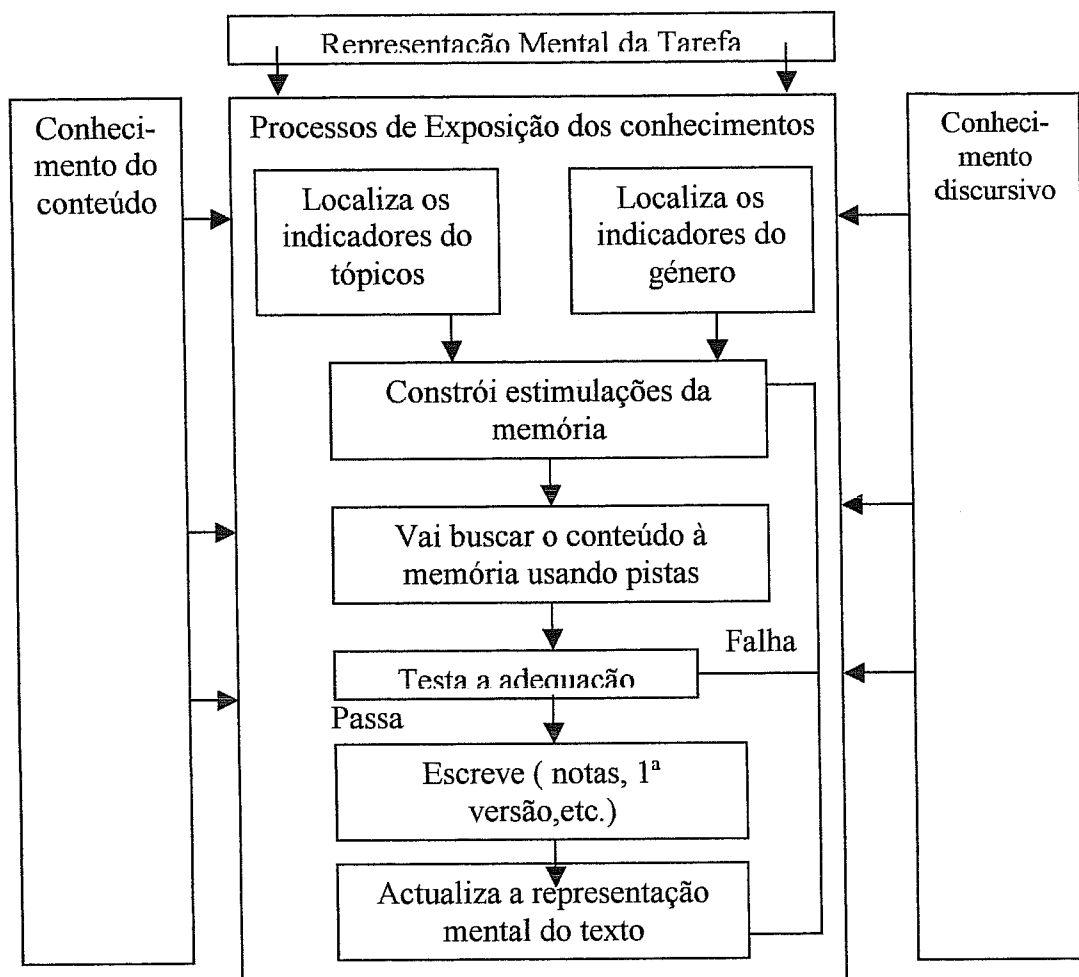 Representação Mental da Tarefa
Conheci-
mento do
conteúdo
Processos de Exposição dos conhecimentos
Localiza os
indicadores do
tópicos
Localiza os
indicadores do
género
Constrói estimulações da
memória
Vai buscar o conteúdo à
memória usando pistas
Testa a adequação
Falha
Passa
Escreve ( notas, 1ª
versão,etc.)
Actualiza a representação
mental do texto
Conheci-
mento
discursivo